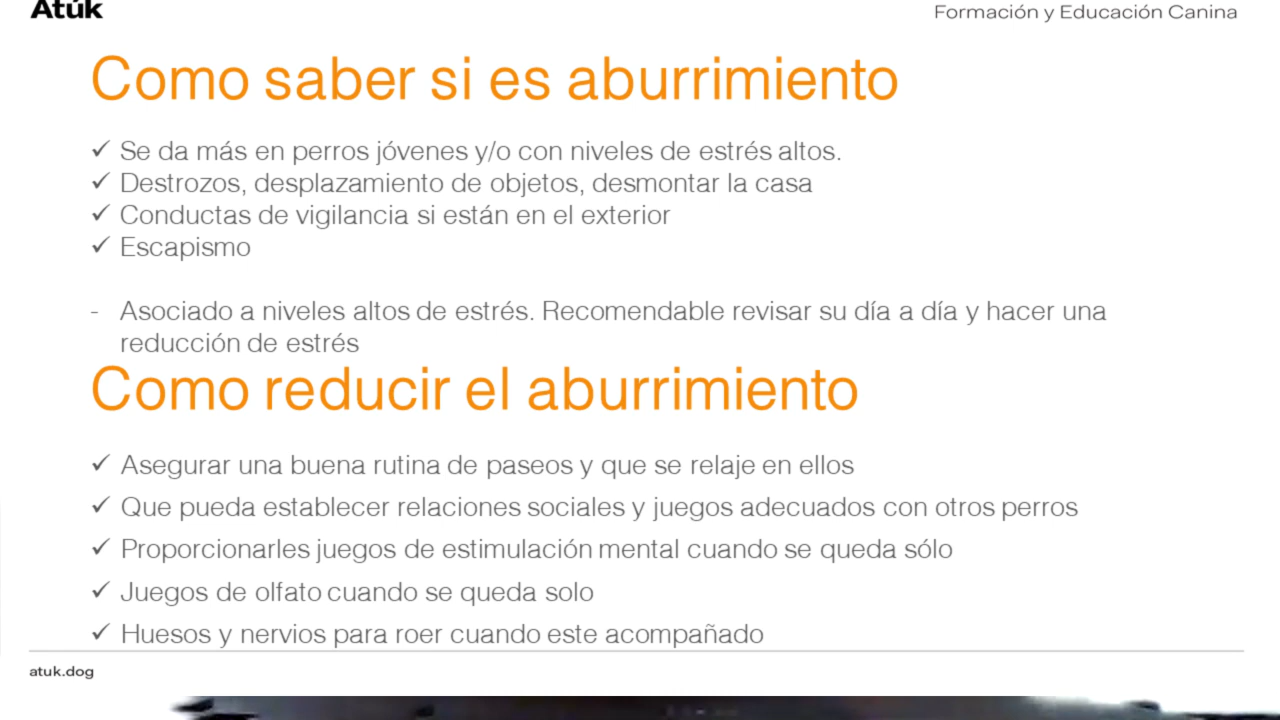 Atúk
Formación y Educación Canina
Como saber si es aburrimiento
✓ Se da más en perros jóvenes y/o con niveles de estrés altos.
✓ Destrozos, desplazamiento de objetos, desmontar la casa
✓ Conductas de vigilancia si están en el exterior
✓ Escapismo
- Asociado a niveles altos de estrés. Recomendable revisar su día a día y hacer una
reducción de estrés
Como reducir el aburrimiento
✓ Asegurar una buena rutina de paseos y que se relaje en ellos
✓ Que pueda establecer relaciones sociales y juegos adecuados con otros perros
✓ Proporcionarles juegos de estimulación mental cuando se queda sólo
✓ Juegos de olfato cuando se queda solo
✓ Huesos y nervios para roer cuando este acompañado
atuk.dog